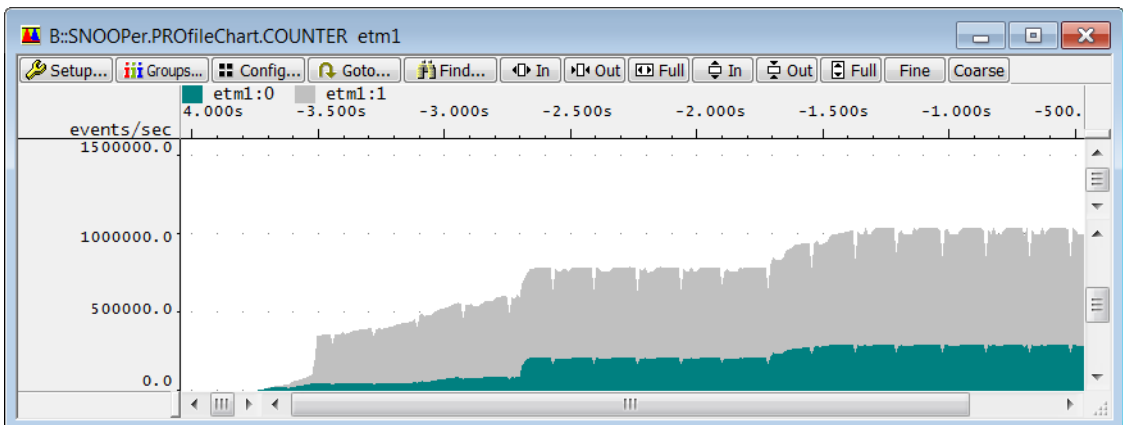 B::SNOOPer.PROfileChart.COUNTER etm1
Setup... Groups... Config... Goto... Find... In Out Full In Out Full Fine Coarse
etm1:0 etm1:1
4.000s -3.500s -3.000s -2.500s -2.000s -1.500s -1.000s -500.
events/sec
1500000.0
1000000.0
500000.0
0.0